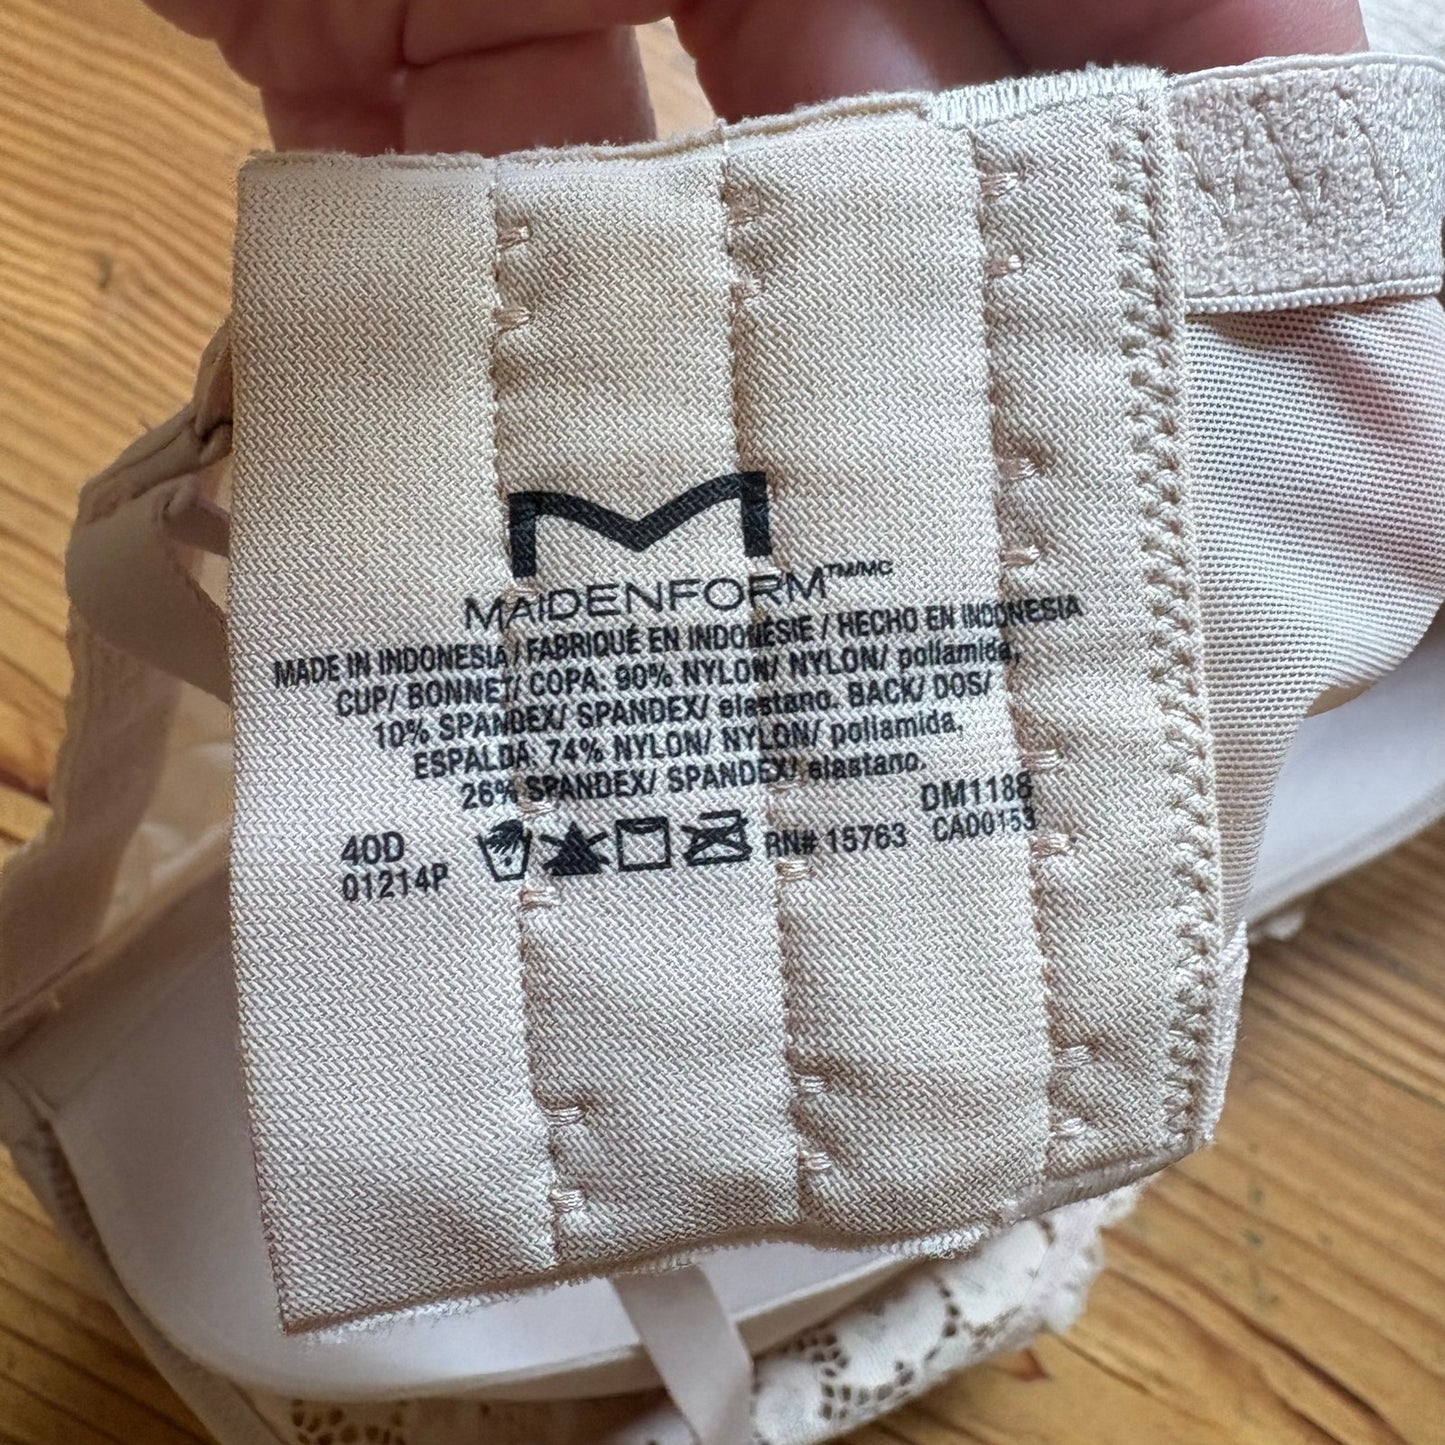 MAIDENFORM™/MC
MADE IN INDONESIA / FABRIQUÉ EN INDONÉSIE / HECHO EN INDONESIA
CUP/ BONNET/ COPA: 90% NYLON/ NYLON/ poliamida,
10% SPANDEX/ SPANDEX/ elastano. BACK/ DOS/
ESPALDA: 74% NYLON/ NYLON/ poliamida,
26% SPANDEX/ SPANDEX/ elastano.
40D
01214P
RN# 15763
DM1188
CA00153